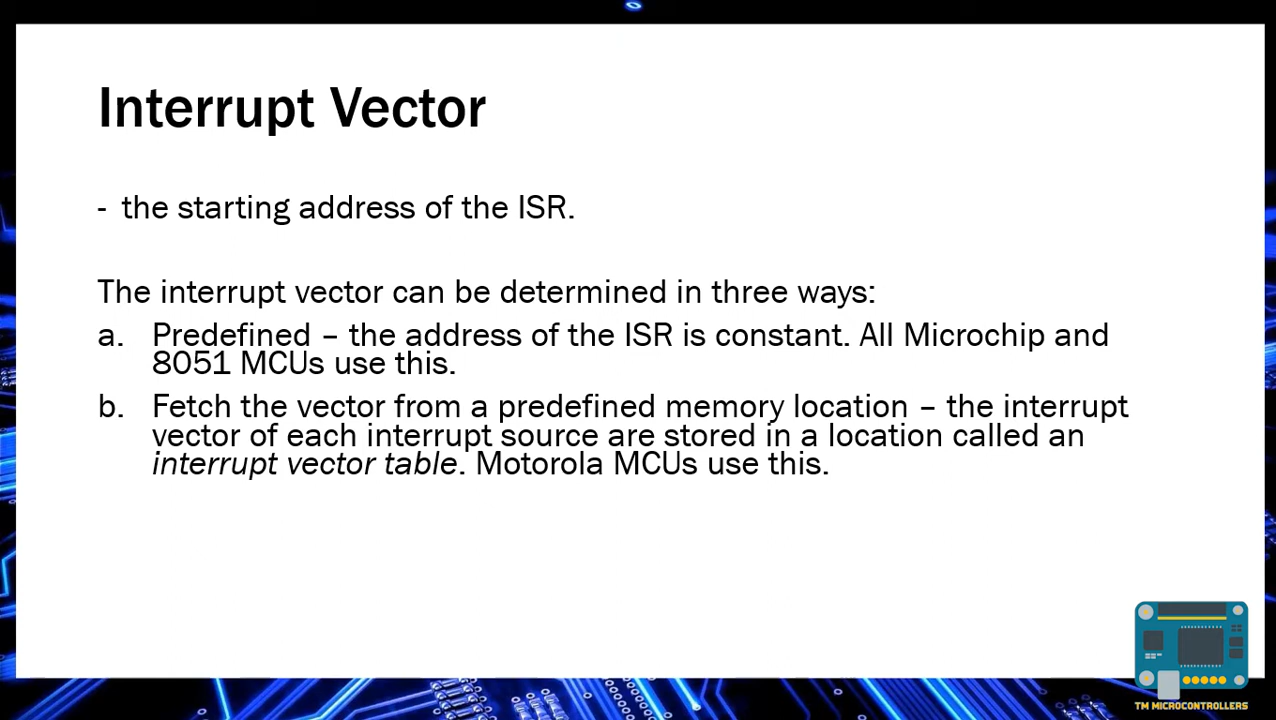 Interrupt Vector
- the starting address of the ISR.
The interrupt vector can be determined in three ways:
a. Predefined – the address of the ISR is constant. All Microchip and
8051 MCUs use this.
b. Fetch the vector from a predefined memory location – the interrupt
vector of each interrupt source are stored in a location called an
interrupt vector table. Motorola MCUs use this.
TM MICROCONTROLLERS